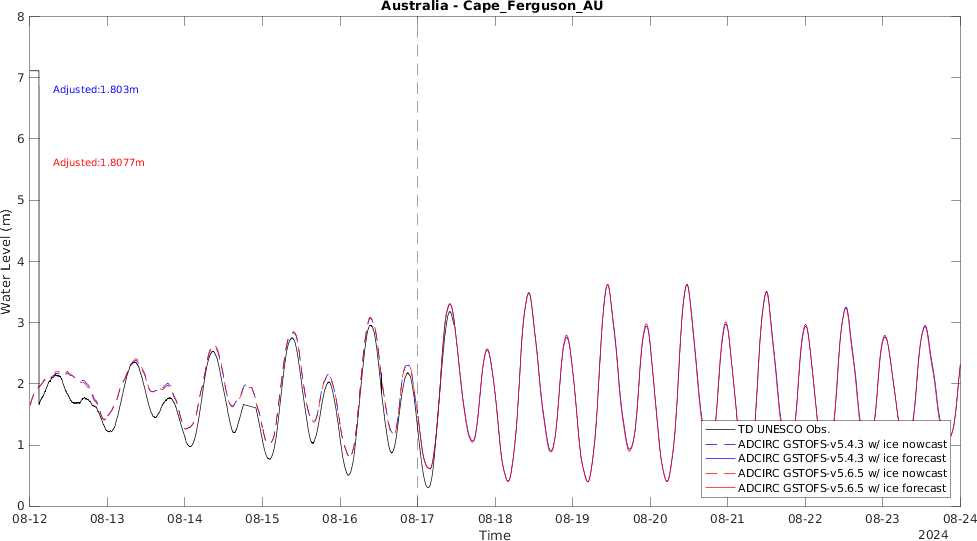 Australia - Cape_Ferguson_AU
8
7
6
5
4
3
2
1
0
Water Level (m)
Adjusted:1.803m
Adjusted:1.8077m
TD UNESCO Obs.
ADCIRC GSTOFS-v5.4.3 w/ ice nowcast
ADCIRC GSTOFS-v5.4.3 w/ ice forecast
ADCIRC GSTOFS-v5.6.5 w/ ice nowcast
ADCIRC GSTOFS-v5.6.5 w/ ice forecast
08-12 08-13 08-14 08-15 08-16 08-17 08-18 08-19 08-20 08-21 08-22 08-23 08-24
Time
2024